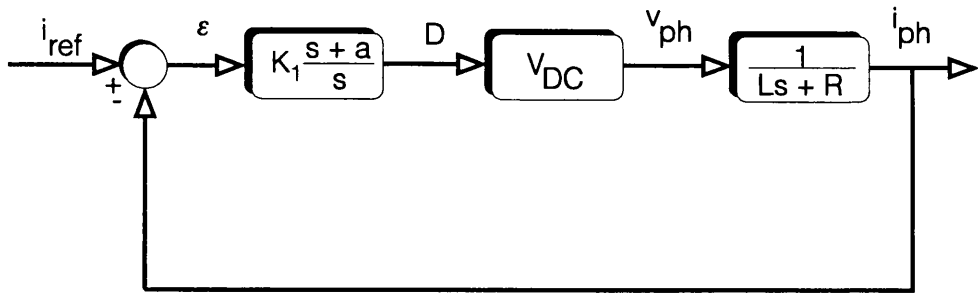 i_ref
+
-
ε
K_1 (s + a)/s
D
V_DC
v_ph
1/(Ls + R)
i_ph